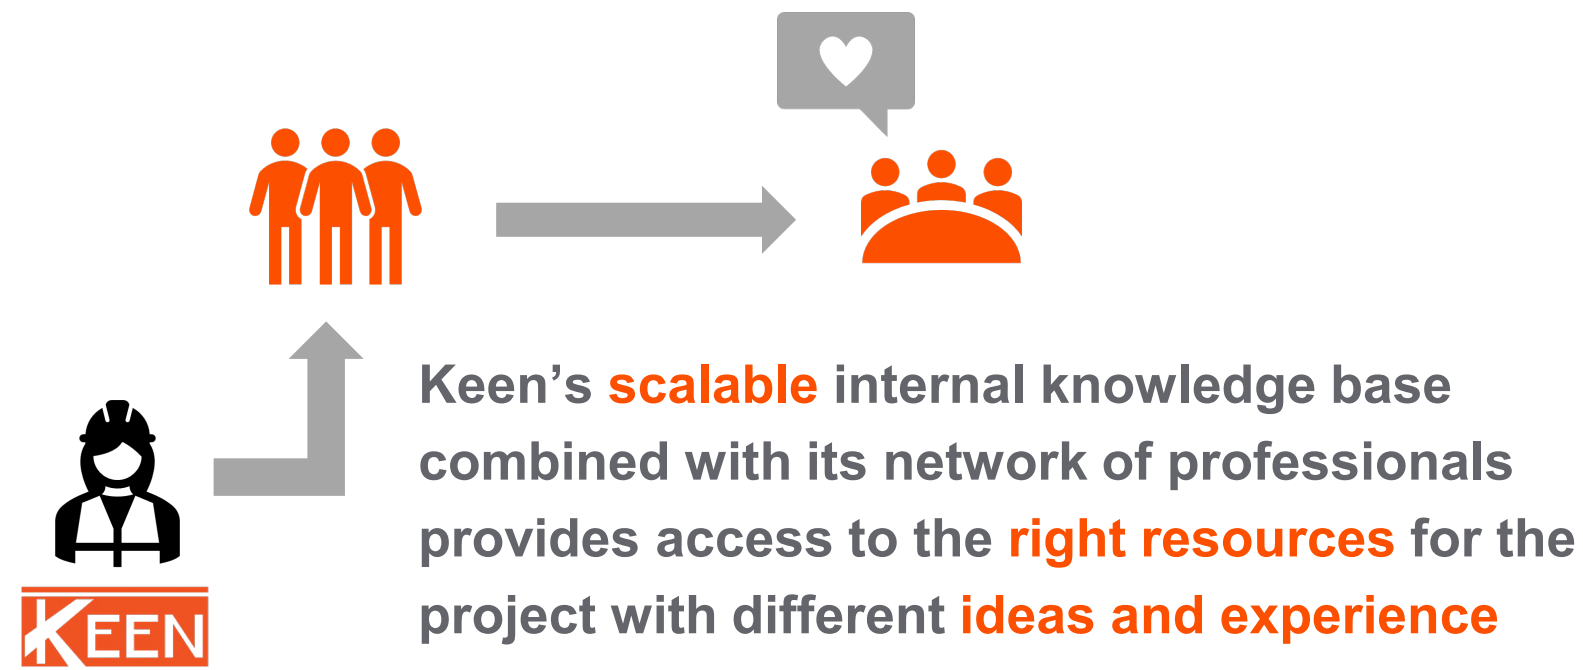 Keen’s scalable internal knowledge base
combined with its network of professionals
provides access to the right resources for the
project with different ideas and experience
KEEN